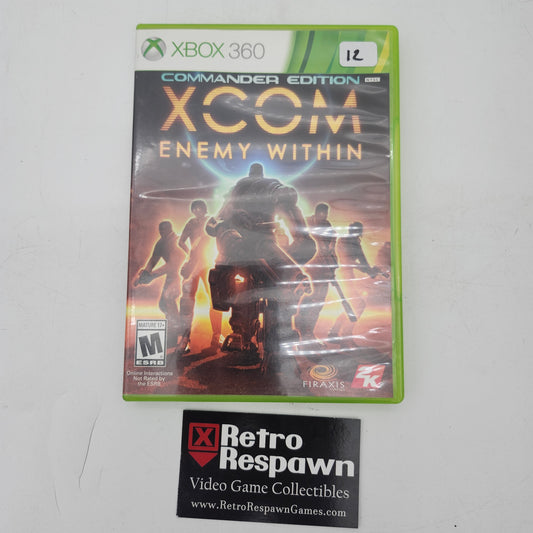 XBOX 360
12
COMMANDER EDITION
XCOM
ENEMY WITHIN
MATURE 17+
M
ESRB
Online Interactions
Not Rated by
the ESRB
FIRAXIS
2K
X Retro
Respawn
Video Game Collectibles
www.RetroRespawnGames.com